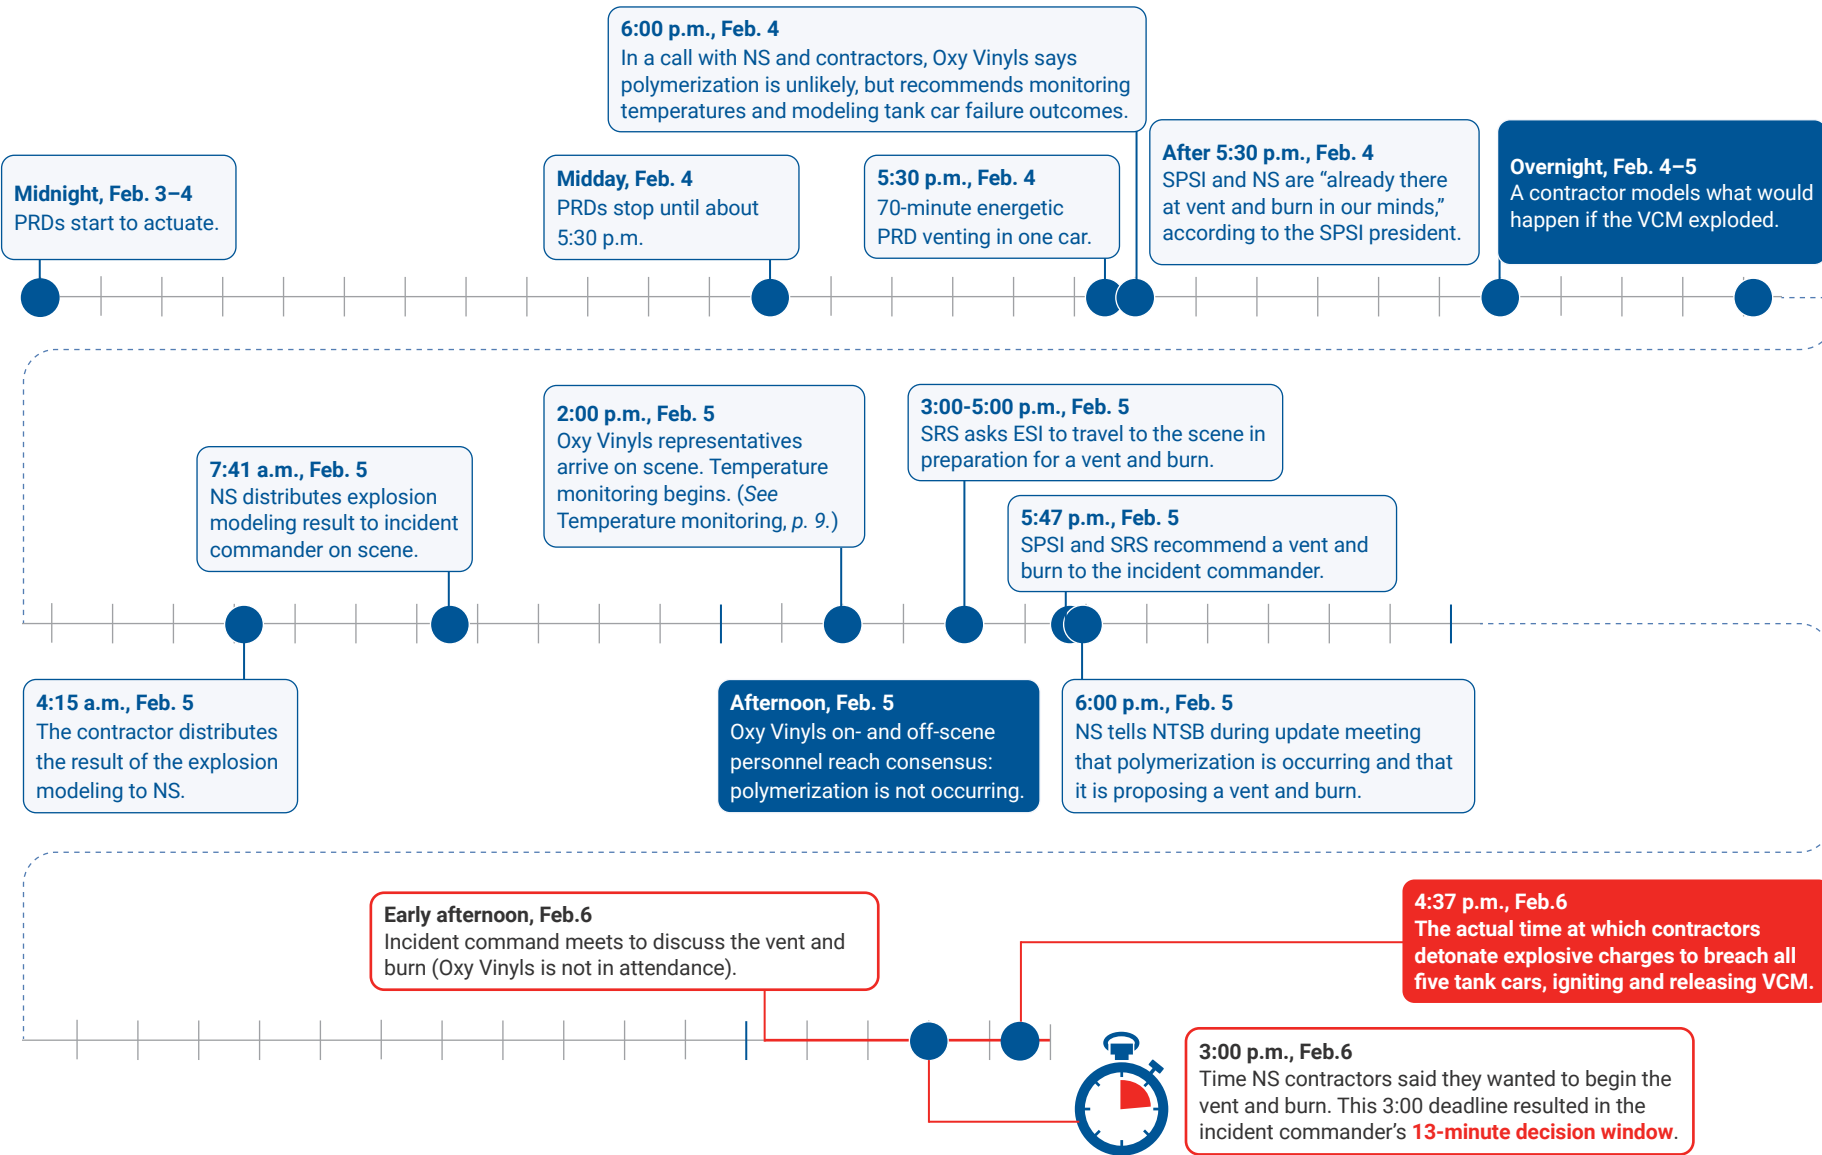 6:00 p.m., Feb. 4
In a call with NS and contractors, Oxy Vinyls says
polymerization is unlikely, but recommends monitoring
temperatures and modeling tank car failure outcomes.
Midnight, Feb. 3–4
PRDs start to actuate.
Midday, Feb. 4
PRDs stop until about
5:30 p.m.
5:30 p.m., Feb. 4
70-minute energetic
PRD venting in one car.
After 5:30 p.m., Feb. 4
SPSI and NS are “already there
at vent and burn in our minds,”
according to the SPSI president.
Overnight, Feb. 4–5
A contractor models what would
happen if the VCM exploded.
7:41 a.m., Feb. 5
NS distributes explosion
modeling result to incident
commander on scene.
2:00 p.m., Feb. 5
Oxy Vinyls representatives
arrive on scene. Temperature
monitoring begins. (See
Temperature monitoring, p. 9.)
3:00-5:00 p.m., Feb. 5
SRS asks ESI to travel to the scene in
preparation for a vent and burn.
5:47 p.m., Feb. 5
SPSI and SRS recommend a vent and
burn to the incident commander.
4:15 a.m., Feb. 5
The contractor distributes
the result of the explosion
modeling to NS.
Afternoon, Feb. 5
Oxy Vinyls on- and off-scene
personnel reach consensus:
polymerization is not occurring.
6:00 p.m., Feb. 5
NS tells NTSB during update meeting
that polymerization is occurring and that
it is proposing a vent and burn.
Early afternoon, Feb.6
Incident command meets to discuss the vent and
burn (Oxy Vinyls is not in attendance).
4:37 p.m., Feb.6
The actual time at which contractors
detonate explosive charges to breach all
five tank cars, igniting and releasing VCM.
3:00 p.m., Feb.6
Time NS contractors said they wanted to begin the
vent and burn. This 3:00 deadline resulted in the
incident commander’s 13-minute decision window.